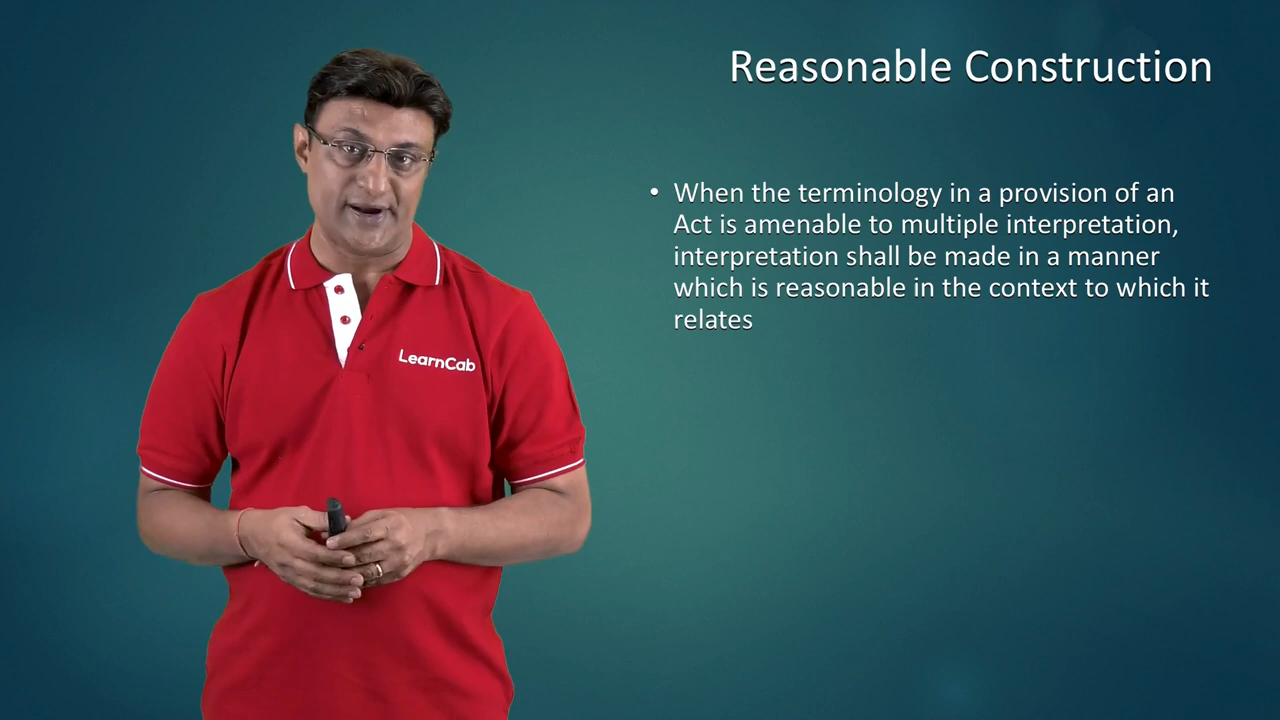 Reasonable Construction
• When the terminology in a provision of an
Act is amenable to multiple interpretation,
interpretation shall be made in a manner
which is reasonable in the context to which it
relates
LearnCab